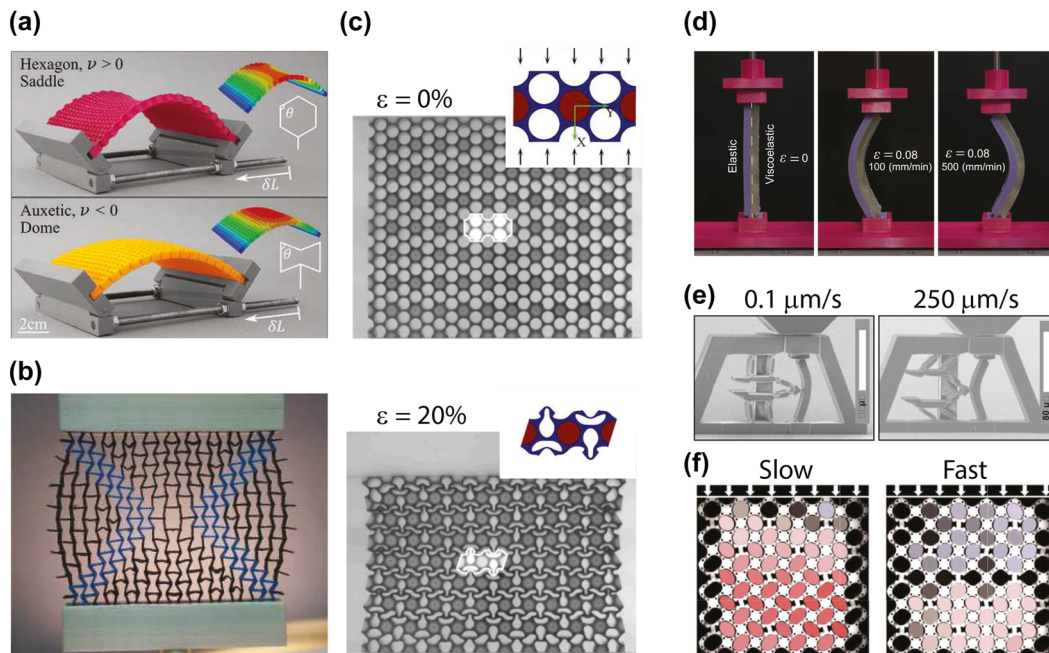 (a)
Hexagon, ν > 0
Saddle
θ
δL
Auxetic, ν < 0
Dome
θ
δL
2cm
(b)
(c)
ε = 0%
Y
X
ε = 20%
(d)
Elastic
Viscoelastic
ε = 0
ε = 0.08
100 (mm/min)
ε = 0.08
500 (mm/min)
(e)
0.1 μm/s
250 μm/s
80 μ
(f)
Slow
Fast